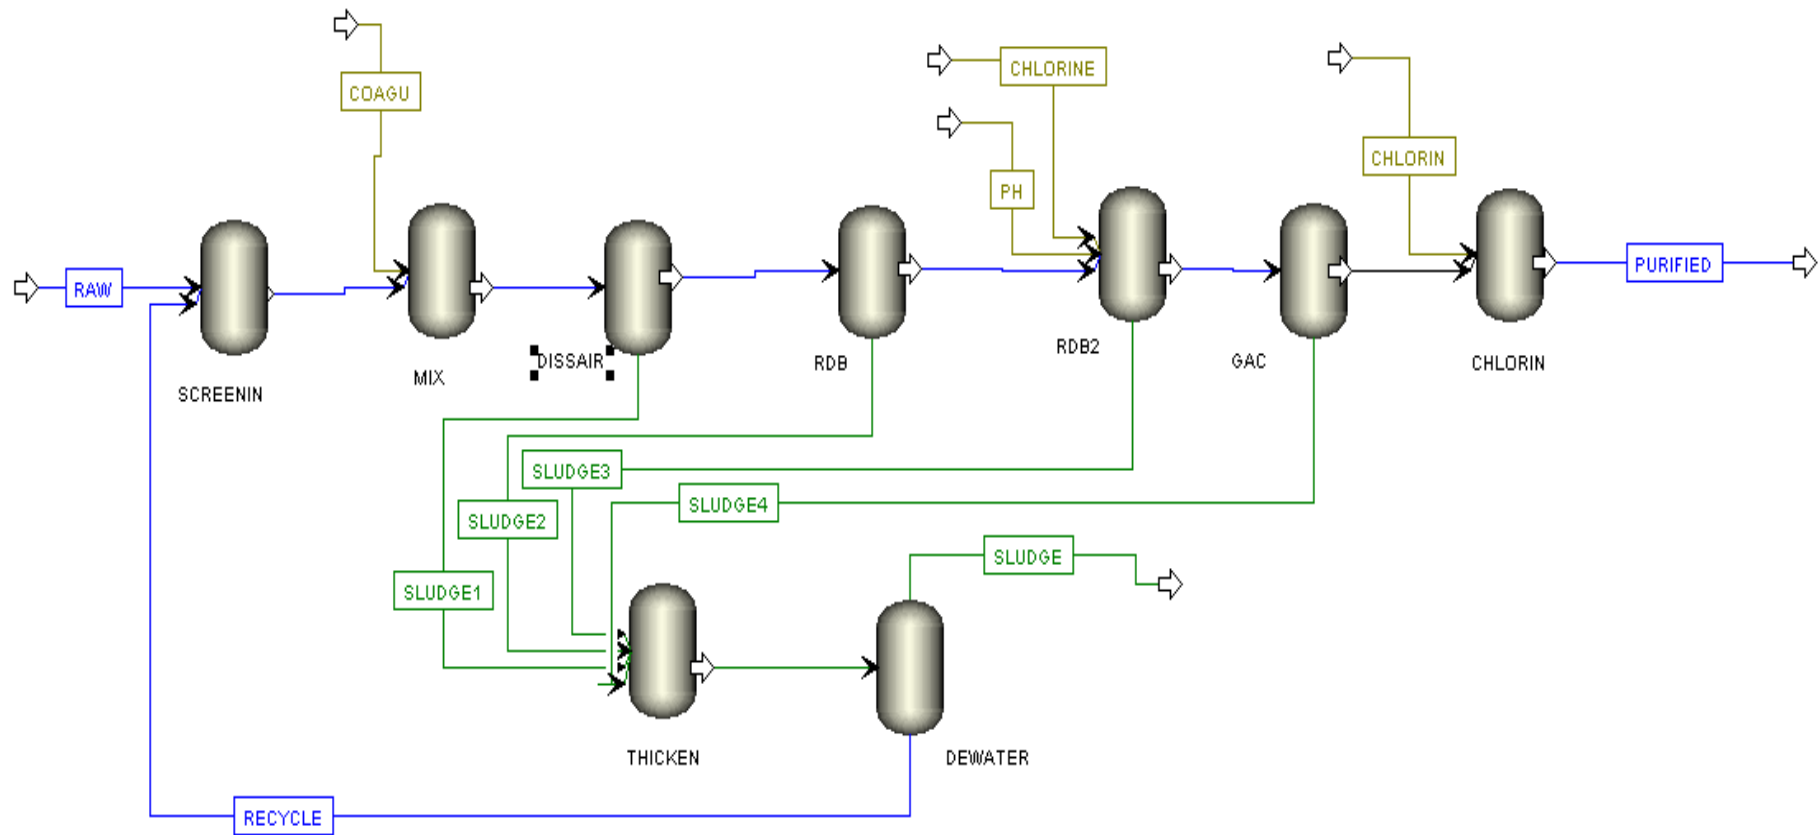 COAGU
CHLORINE
CHLORIN
PH
RAW
PURIFIED
SCREENIN
MIX
DISSAIR
RDB
RDB2
GAC
CHLORIN
SLUDGE3
SLUDGE4
SLUDGE2
SLUDGE
SLUDGE1
THICKEN
DEWATER
RECYCLE